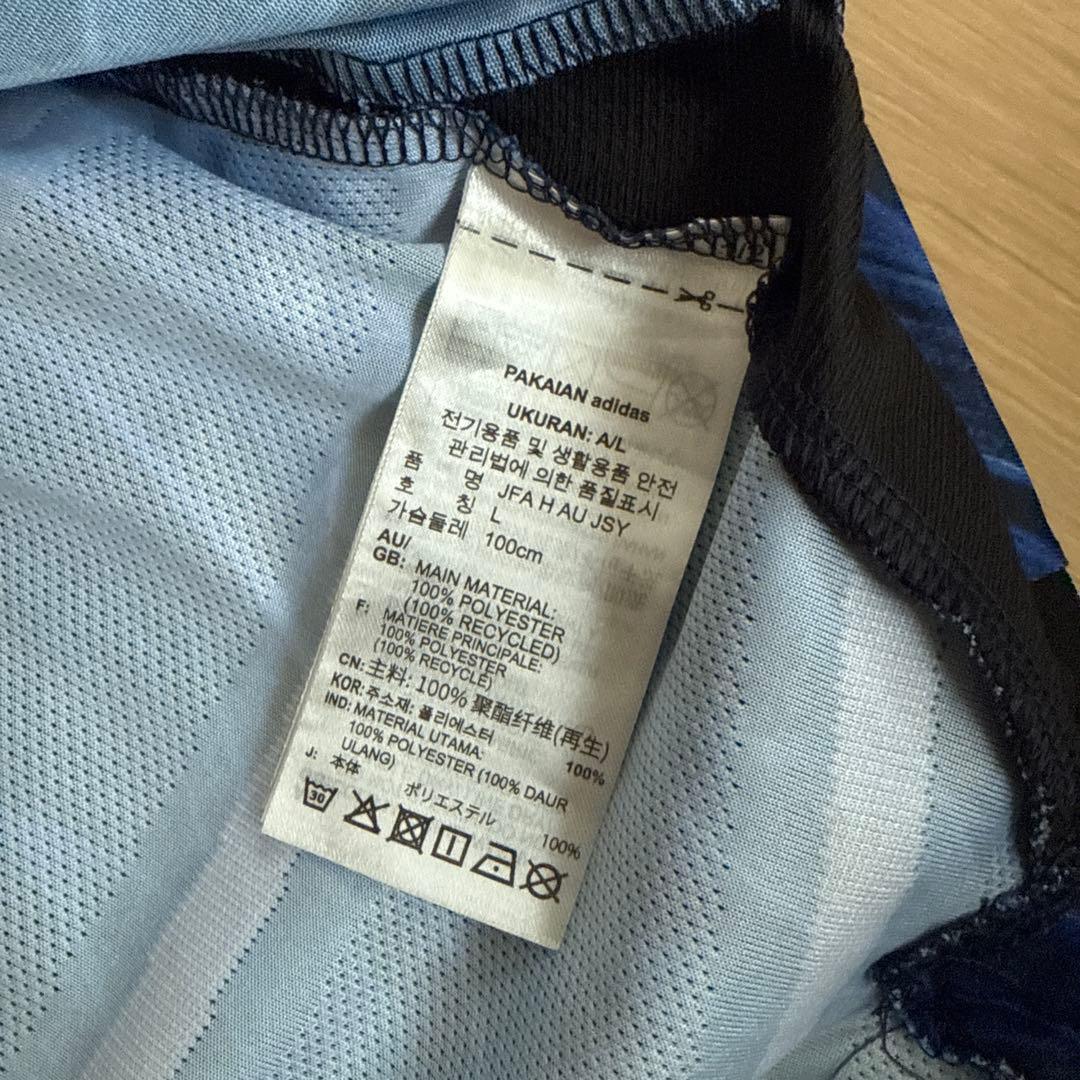 PAKAIAN adidas
UKURAN: A/L
전기용품 및 생활용품 안전
관리법에 의한 품질표시
품 명 JFA H AU JSY
호 칭 L
가슴둘레 100cm
AU/
GB: MAIN MATERIAL:
100% POLYESTER
(100% RECYCLED)
F: MATIERE PRINCIPALE:
100% POLYESTER
(100% RECYCLE)
CN: 主料: 100% 聚酯纤维(再生)
KOR: 주소재: 폴리에스터 100%
IND: MATERIAL UTAMA:
100% POLYESTER (100% DAUR
ULANG)
J: 本体
ポリエステル 100%
30